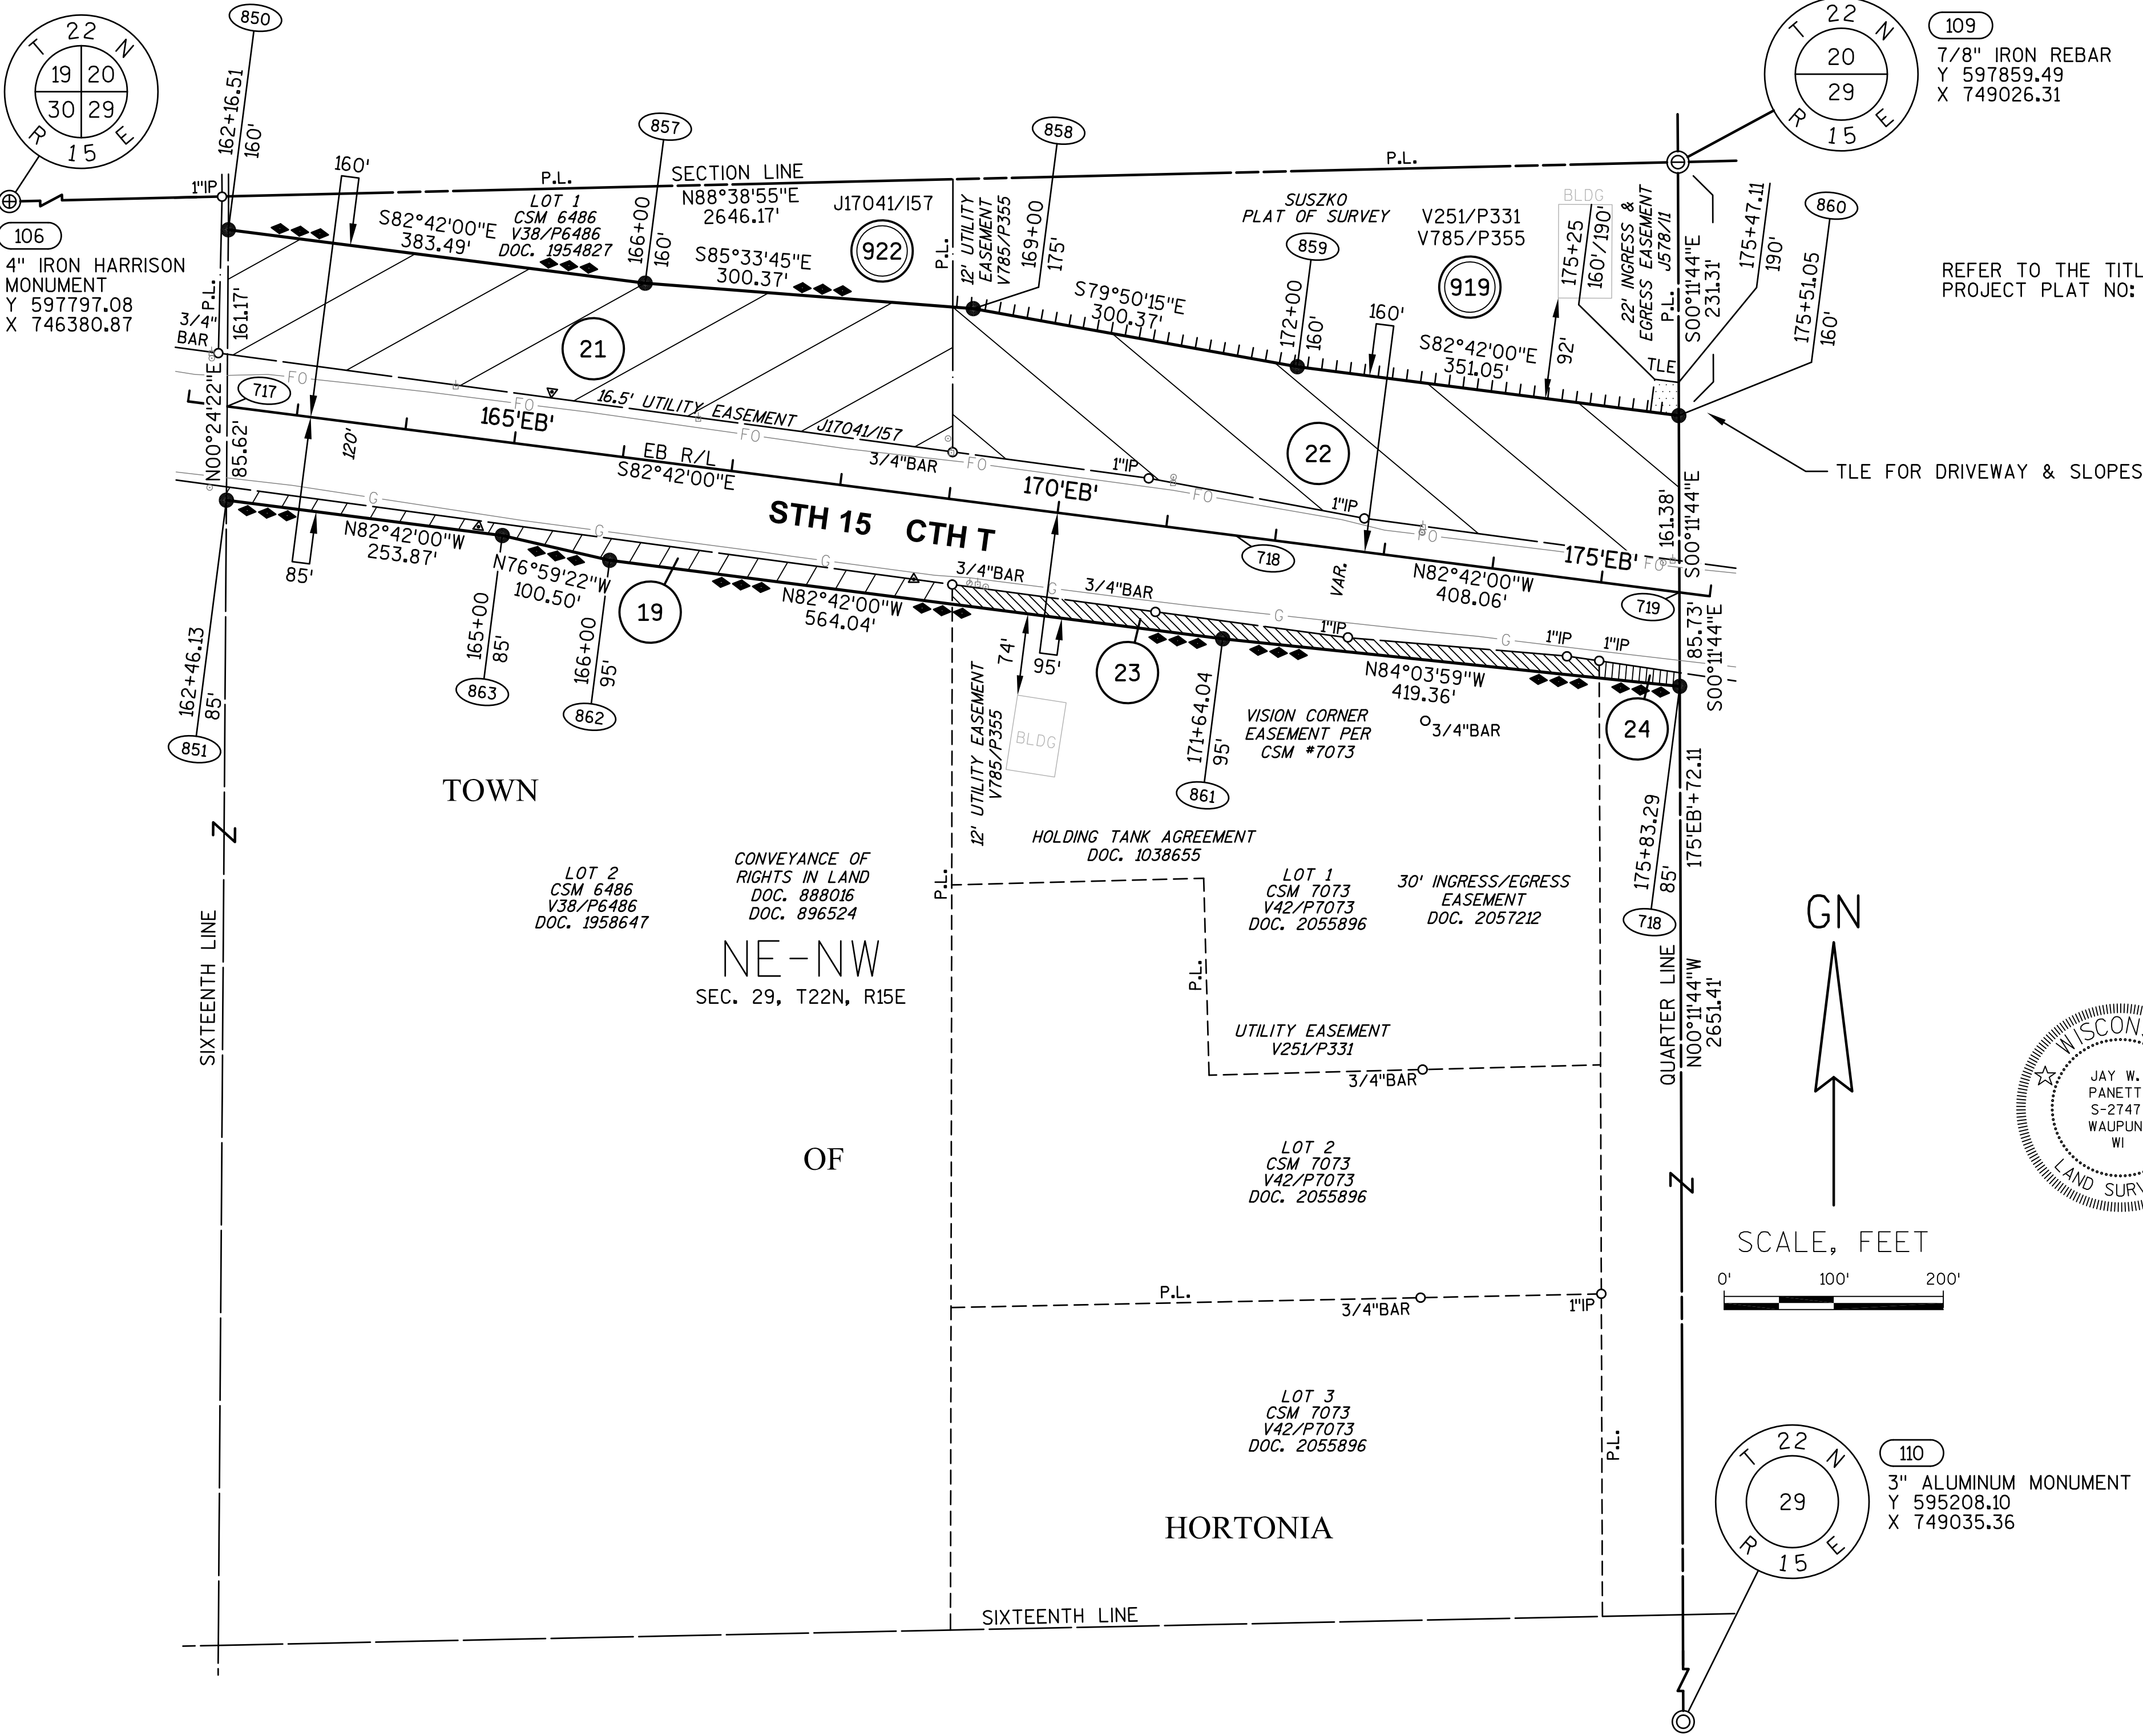 850
T 22 N
19 20
30 29
R 15 E
106
4" IRON HARRISON
MONUMENT
Y 597797.08
X 746380.87
162+16.51
160'
1"IP
160'
P.L.
SECTION LINE
N88°38'55"E
2646.17'
857
166+00
160'
S82°42'00"E
383.49'
LOT 1
CSM 6486
V38/P6486
DOC. 1954827
S85°33'45"E
300.37'
J17041/I57
922
P.L.
12' UTILITY
EASEMENT
V785/P355
858
169+00
175'
P.L.
SUSZKO
PLAT OF SURVEY
V251/P331
V785/P355
919
859
172+00
160'
S79°50'15"E
300.37'
160'
S82°42'00"E
351.05'
BLDG
175+25
160'/190'
92'
22' INGRESS &
EGRESS EASEMENT
P.L. J578/I1
TLE
S00°11'44"E
231.31'
175+47.11
190'
860
175+51.05
160'
T 22 N
20
29
R 15 E
109
7/8" IRON REBAR
Y 597859.49
X 749026.31
REFER TO THE TITL
PROJECT PLAT NO:
TLE FOR DRIVEWAY & SLOPES
P.L.
161.17'
3/4"
BAR
N00°24'22"E
85.62'
717
FO
21
120'
165'EB'
FO
16.5' UTILITY EASEMENT
J17041/I57
FO
EB R/L
S82°42'00"E
3/4"BAR
FO
170'EB'
1"IP
22
FO
1"IP
FO
175'EB'
FO
161.38'
S00°11'44"E
STH 15 CTH T
718
VAR.
N82°42'00"W
408.06'
719
85.73'
S00°11'44"E
G
N82°42'00"W
253.87'
85'
N76°59'22"W
100.50'
G
19
N82°42'00"W
564.04'
G
3/4"BAR
G
3/4"BAR
G
1"IP
G
1"IP
1"IP
162+46.13
85'
851
165+00
85'
863
166+00
95'
862
74'
95'
23
171+64.04
95'
861
N84°03'59"W
419.36'
24
BLDG
12' UTILITY EASEMENT
V785/P355
VISION CORNER
EASEMENT PER
CSM #7073
3/4"BAR
175+83.29
85'
718
175'EB'+72.11
TOWN
LOT 2
CSM 6486
V38/P6486
DOC. 1958647
CONVEYANCE OF
RIGHTS IN LAND
DOC. 888016
DOC. 896524
P.L.
HOLDING TANK AGREEMENT
DOC. 1038655
LOT 1
CSM 7073
V42/P7073
DOC. 2055896
30' INGRESS/EGRESS
EASEMENT
DOC. 2057212
NE-NW
SEC. 29, T22N, R15E
SIXTEENTH LINE
P.L.
UTILITY EASEMENT
V251/P331
3/4"BAR
QUARTER LINE
N00°11'44"W
2651.41'
GN
WISCON
JAY W.
PANETT
S-2747
WAUPUN
WI
LAND SURV
OF
LOT 2
CSM 7073
V42/P7073
DOC. 2055896
SCALE, FEET
0' 100' 200'
P.L.
3/4"BAR
1"IP
LOT 3
CSM 7073
V42/P7073
DOC. 2055896
P.L.
HORTONIA
T 22 N
29
R 15 E
110
3" ALUMINUM MONUMENT
Y 595208.10
X 749035.36
SIXTEENTH LINE